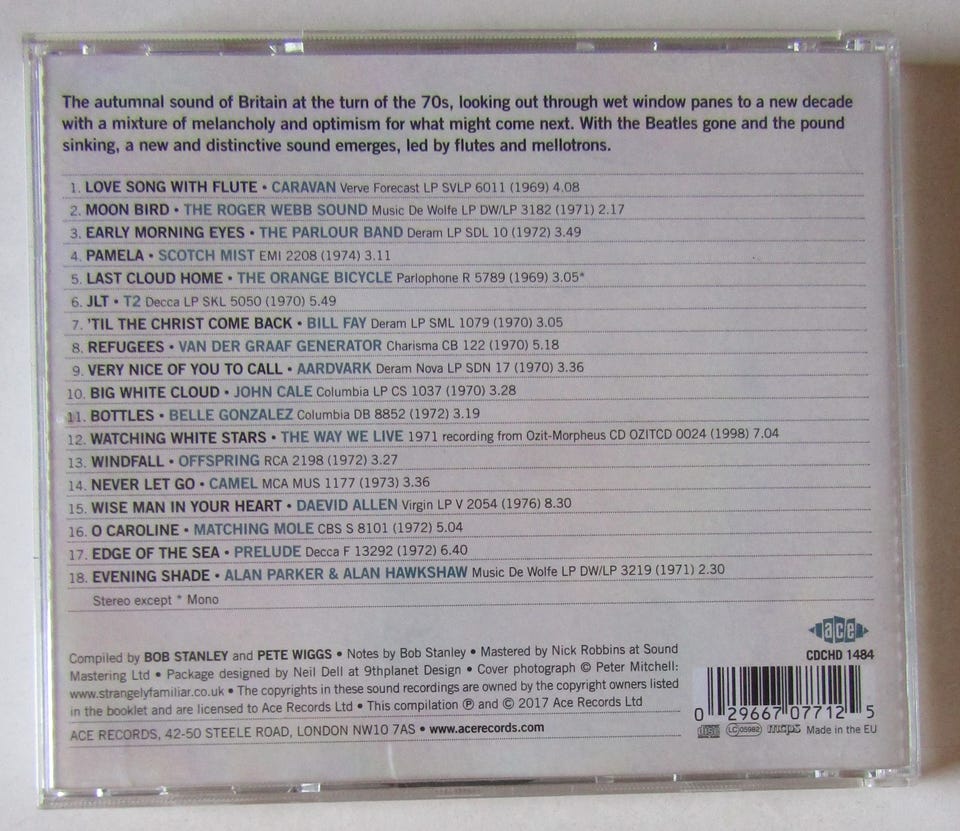 The autumnal sound of Britain at the turn of the 70s, looking out through wet window panes to a new decade
with a mixture of melancholy and optimism for what might come next. With the Beatles gone and the pound
sinking, a new and distinctive sound emerges, led by flutes and mellotrons.
1. LOVE SONG WITH FLUTE • CARAVAN Verve Forecast LP SVLP 6011 (1969) 4.08
2. MOON BIRD • THE ROGER WEBB SOUND Music De Wolfe LP DW/LP 3182 (1971) 2.17
3. EARLY MORNING EYES • THE PARLOUR BAND Deram LP SDL 10 (1972) 3.49
4. PAMELA • SCOTCH MIST EMI 2208 (1974) 3.11
5. LAST CLOUD HOME • THE ORANGE BICYCLE Parlophone R 5789 (1969) 3.05*
6. JLT • T2 Decca LP SKL 5050 (1970) 5.49
7. 'TIL THE CHRIST COME BACK • BILL FAY Deram LP SML 1079 (1970) 3.05
8. REFUGEES • VAN DER GRAAF GENERATOR Charisma CB 122 (1970) 5.18
9. VERY NICE OF YOU TO CALL • AARDVARK Deram Nova LP SDN 17 (1970) 3.36
10. BIG WHITE CLOUD • JOHN CALE Columbia LP CS 1037 (1970) 3.28
11. BOTTLES • BELLE GONZALEZ Columbia DB 8852 (1972) 3.19
12. WATCHING WHITE STARS • THE WAY WE LIVE 1971 recording from Ozit-Morpheus CD OZITCD 0024 (1998) 7.04
13. WINDFALL • OFFSPRING RCA 2198 (1972) 3.27
14. NEVER LET GO • CAMEL MCA MUS 1177 (1973) 3.36
15. WISE MAN IN YOUR HEART • DAEVID ALLEN Virgin LP V 2054 (1976) 8.30
16. O CAROLINE • MATCHING MOLE CBS S 8101 (1972) 5.04
17. EDGE OF THE SEA • PRELUDE Decca F 13292 (1972) 6.40
18. EVENING SHADE • ALAN PARKER & ALAN HAWKSHAW Music De Wolfe LP DW/LP 3219 (1971) 2.30
Stereo except * Mono
ace
CDCHD 1484
Compiled by BOB STANLEY and PETE WIGGS • Notes by Bob Stanley • Mastered by Nick Robbins at Sound
Mastering Ltd • Package designed by Neil Dell at 9thplanet Design • Cover photograph © Peter Mitchell:
www.strangelyfamiliar.co.uk • The copyrights in these sound recordings are owned by the copyright owners listed
in the booklet and are licensed to Ace Records Ltd • This compilation ℗ and © 2017 Ace Records Ltd
ACE RECORDS, 42-50 STEELE ROAD, LONDON NW10 7AS • www.acerecords.com
0 29667 07712 5
LC 05982 mcps Made in the EU